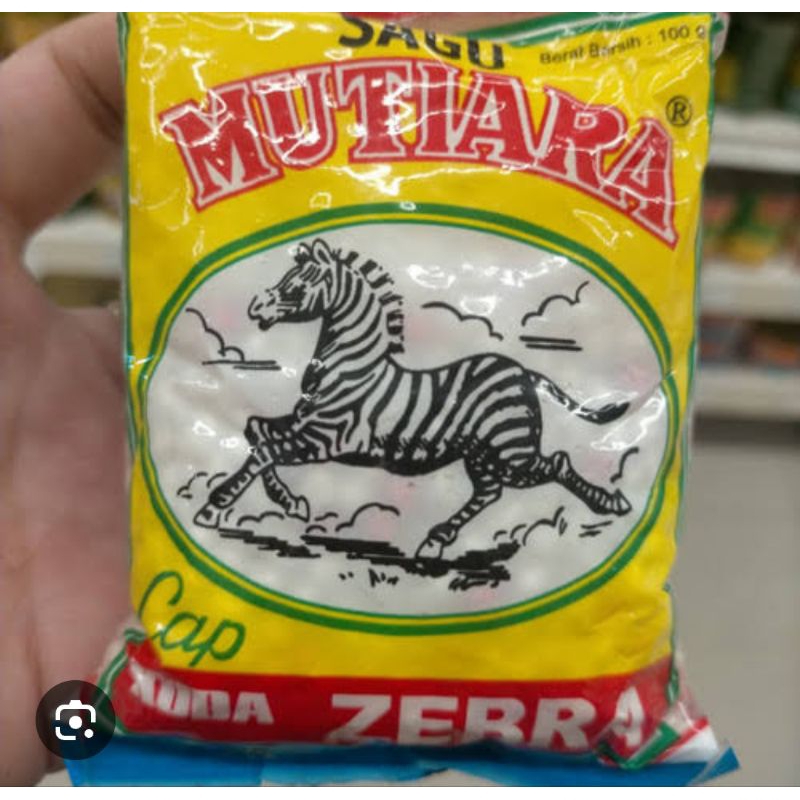 SAGU
Berat Bersih : 100 g
MUTIARA ®
Cap
KUDA ZEBRA